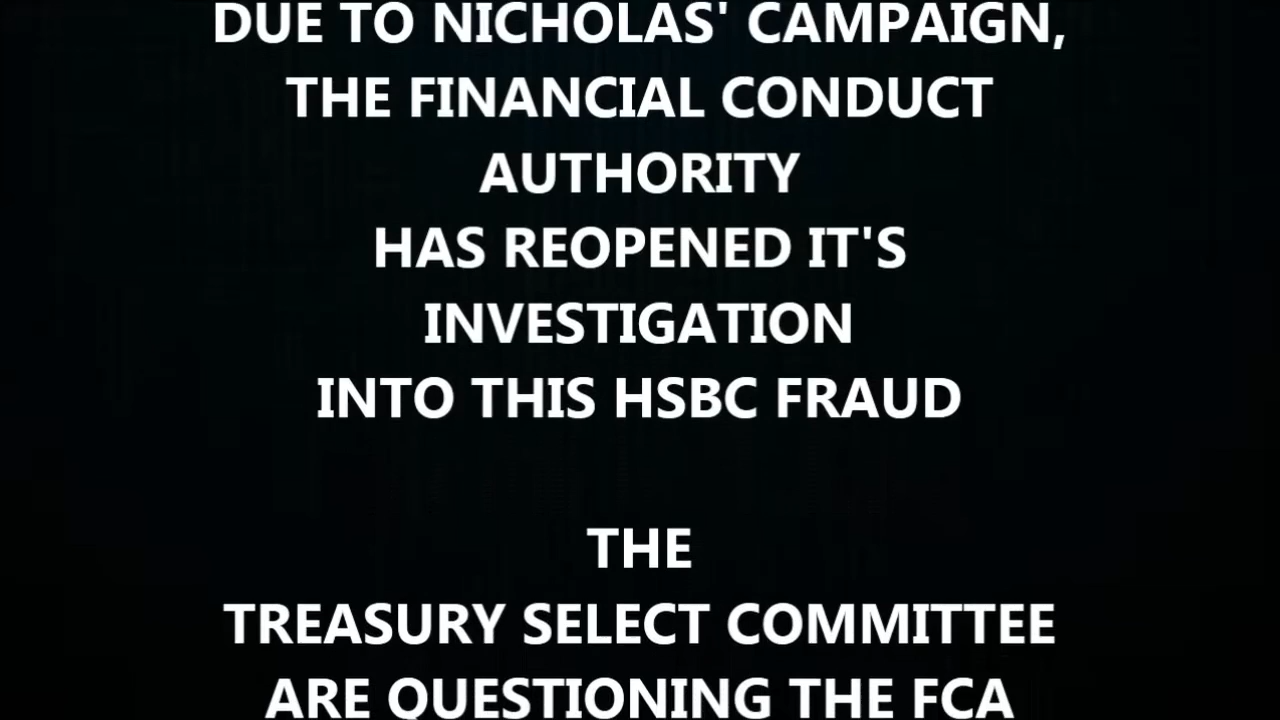 DUE TO NICHOLAS' CAMPAIGN,
THE FINANCIAL CONDUCT
AUTHORITY
HAS REOPENED IT'S
INVESTIGATION
INTO THIS HSBC FRAUD
THE
TREASURY SELECT COMMITTEE
ARE QUESTIONING THE FCA